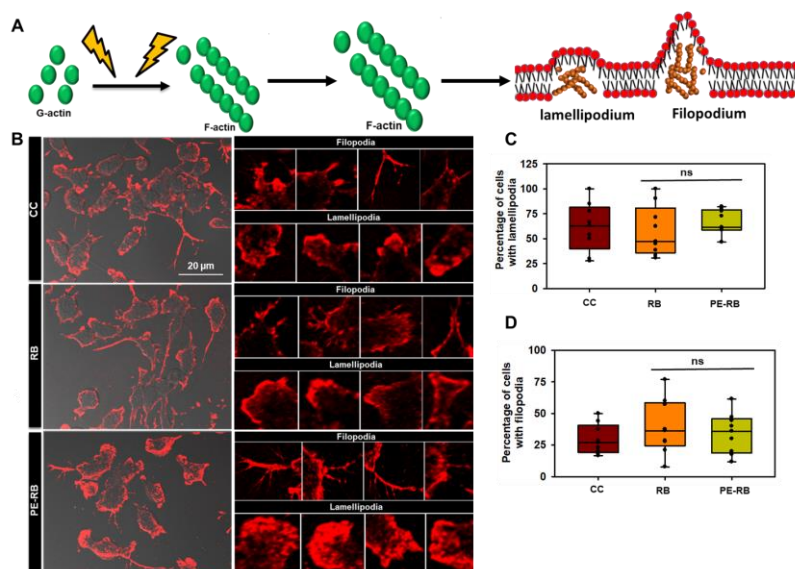 A
G-actin
F-actin
F-actin
lamellipodium
Filopodium
B
CC
20 µm
Filopodia
Lamellipodia
RB
Filopodia
Lamellipodia
PE-RB
Filopodia
Lamellipodia
C
Percentage of cells
with lamellipodia
125
100
75
50
25
0
ns
CC
RB
PE-RB
D
Percentage of cells
with filopodia
100
75
50
25
0
ns
CC
RB
PE-RB